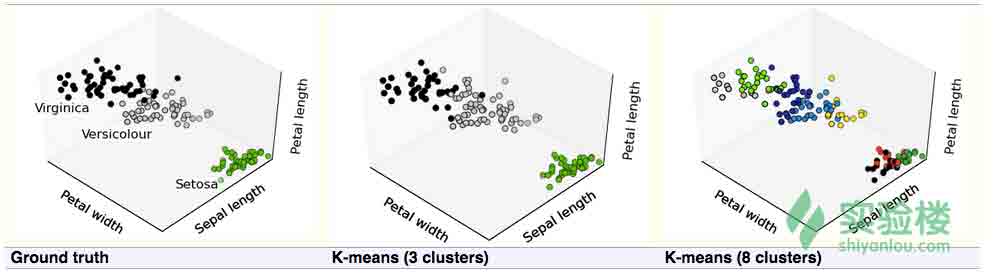 Virginica
Versicolour
Setosa
Petal width
Sepal length
Petal length
Petal width
Sepal length
Petal length
Petal width
Sepal length
Petal length
实验楼
shiyanlou.com
Ground truth
K-means (3 clusters)
K-means (8 clusters)